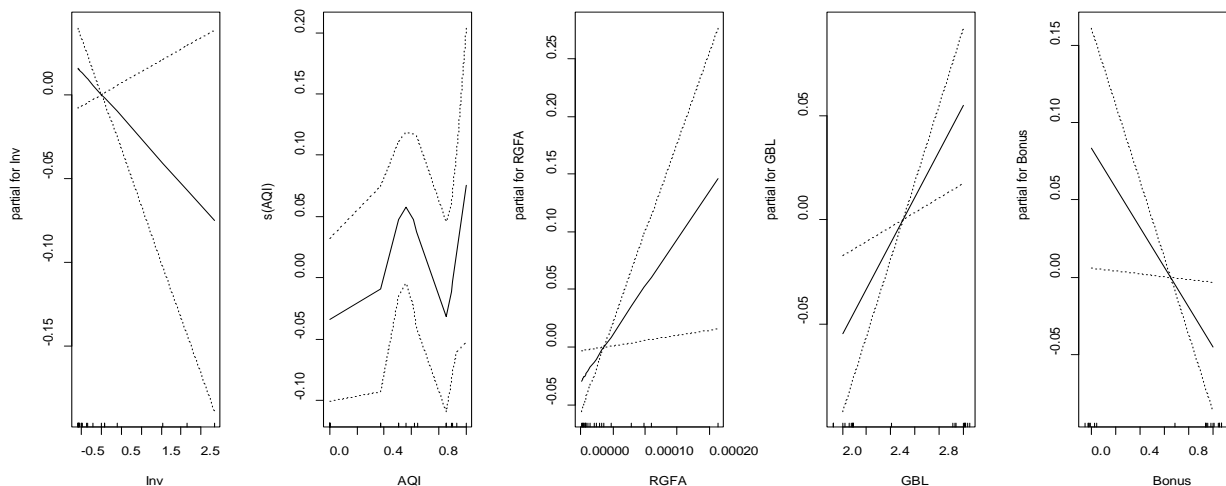 partial for Inv
0.00
-0.05
-0.10
-0.15
-0.5 0.5 1.5 2.5
Inv
s(AQI)
0.20
0.15
0.10
0.05
0.00
-0.05
-0.10
0.0 0.4 0.8
AQI
partial for RGFA
0.25
0.20
0.15
0.10
0.05
0.00
-0.05
0.00000 0.00010 0.00020
RGFA
partial for GBL
0.05
0.00
-0.05
2.0 2.4 2.8
GBL
partial for Bonus
0.15
0.10
0.05
0.00
-0.05
0.0 0.4 0.8
Bonus